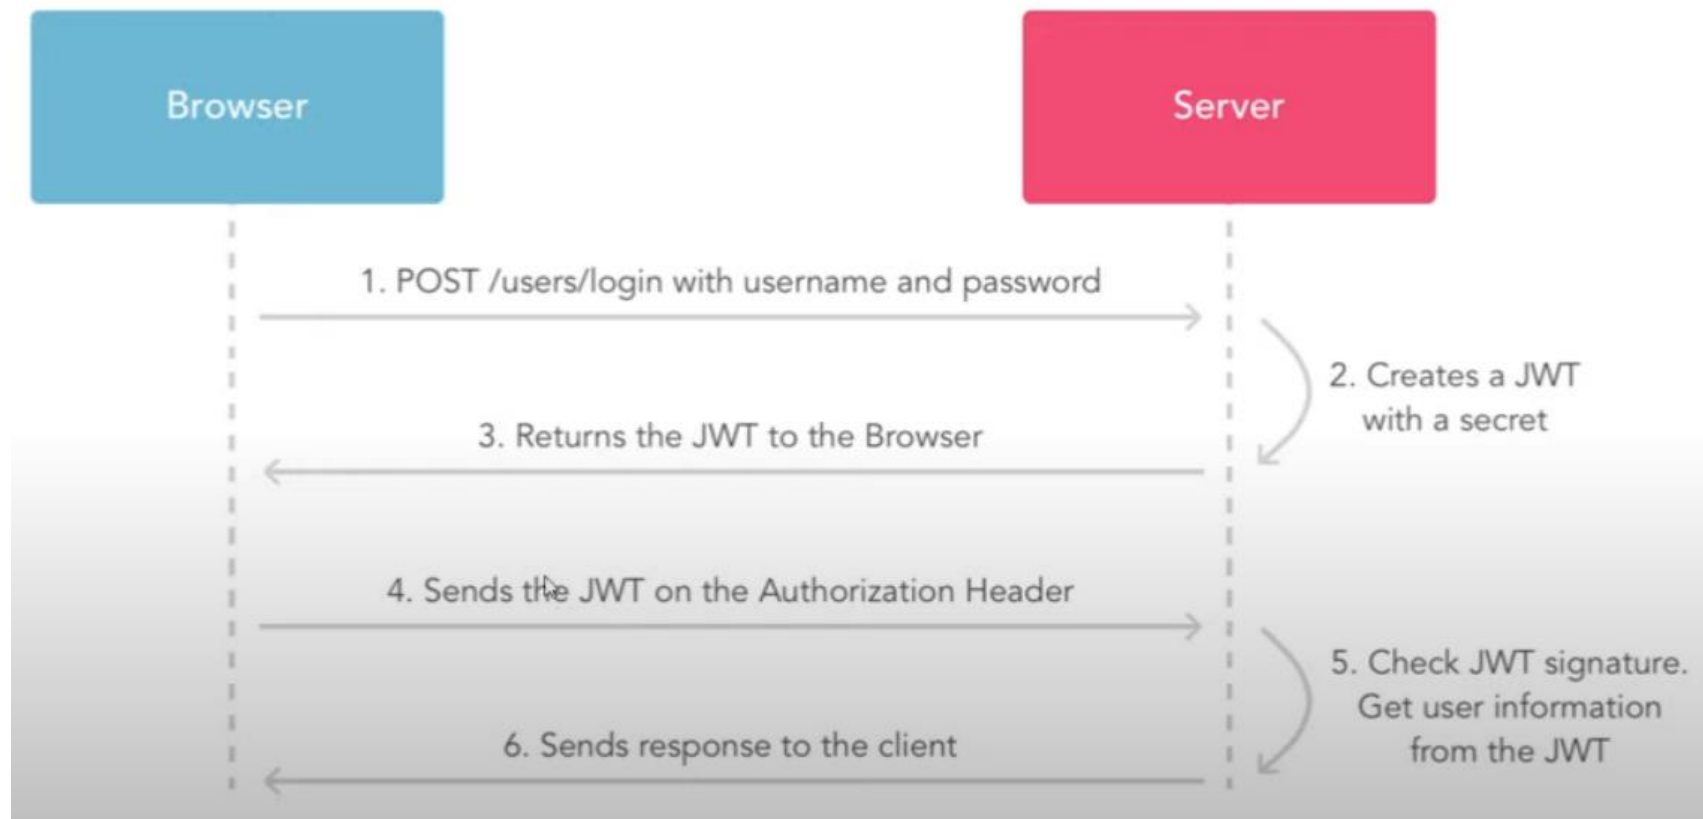 Browser
Server
1. POST /users/login with username and password
2. Creates a JWT
with a secret
3. Returns the JWT to the Browser
4. Sends the JWT on the Authorization Header
5. Check JWT signature.
Get user information
from the JWT
6. Sends response to the client